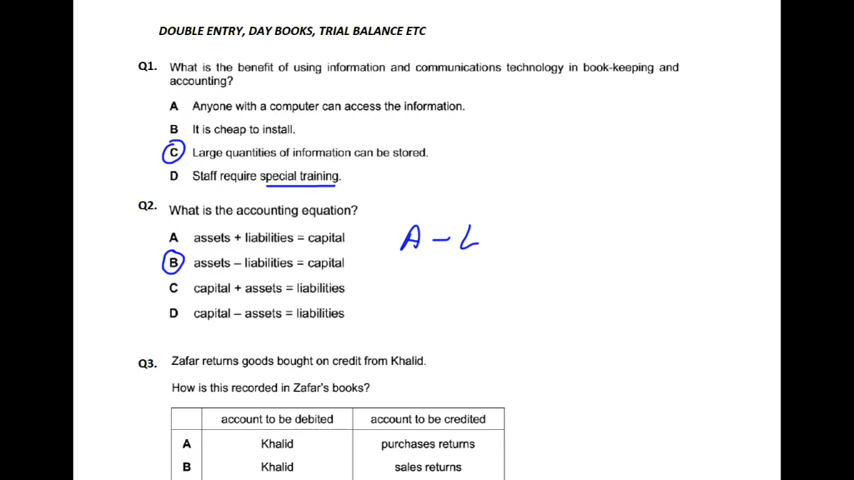 DOUBLE ENTRY, DAY BOOKS, TRIAL BALANCE ETC
Q1. What is the benefit of using information and communications technology in book-keeping and
accounting?
A Anyone with a computer can access the information.
B It is cheap to install.
C Large quantities of information can be stored.
D Staff require special training.
Q2. What is the accounting equation?
A assets + liabilities = capital
A – L
B assets – liabilities = capital
C capital + assets = liabilities
D capital – assets = liabilities
Q3. Zafar returns goods bought on credit from Khalid.
How is this recorded in Zafar's books?
account to be debited account to be credited
A Khalid purchases returns
B Khalid sales returns